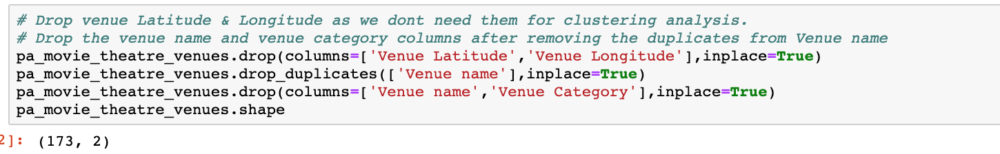 # Drop venue Latitude & Longitude as we dont need them for clustering analysis.
# Drop the venue name and venue category columns after removing the duplicates from Venue name
pa_movie_theatre_venues.drop(columns=['Venue Latitude','Venue Longitude'],inplace=True)
pa_movie_theatre_venues.drop_duplicates(['Venue name'],inplace=True)
pa_movie_theatre_venues.drop(columns=['Venue name','Venue Category'],inplace=True)
pa_movie_theatre_venues.shape
2]: (173, 2)